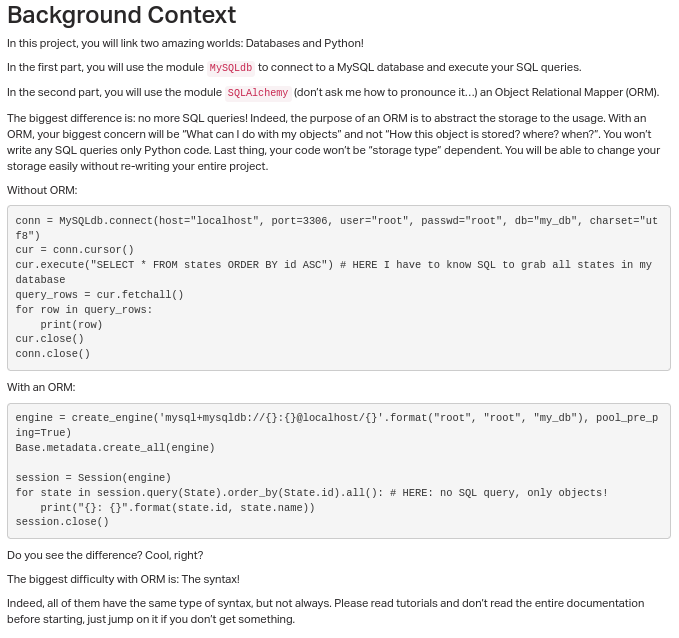 Background Context
In this project, you will link two amazing worlds: Databases and Python!
In the first part, you will use the module MySQLdb to connect to a MySQL database and execute your SQL queries.
In the second part, you will use the module SQLAlchemy (don't ask me how to pronounce it…) an Object Relational Mapper (ORM).
The biggest difference is: no more SQL queries! Indeed, the purpose of an ORM is to abstract the storage to the usage. With an
ORM, your biggest concern will be “What can I do with my objects” and not “How this object is stored? where? when?”. You won't
write any SQL queries only Python code. Last thing, your code won't be “storage type” dependent. You will be able to change your
storage easily without re-writing your entire project.
Without ORM:
conn = MySQLdb.connect(host="localhost", port=3306, user="root", passwd="root", db="my_db", charset="ut
f8")
cur = conn.cursor()
cur.execute("SELECT * FROM states ORDER BY id ASC") # HERE I have to know SQL to grab all states in my
database
query_rows = cur.fetchall()
for row in query_rows:
    print(row)
cur.close()
conn.close()
With an ORM:
engine = create_engine('mysql+mysqldb://{}:{}@localhost/{}'.format("root", "root", "my_db"), pool_pre_p
ing=True)
Base.metadata.create_all(engine)
session = Session(engine)
for state in session.query(State).order_by(State.id).all(): # HERE: no SQL query, only objects!
    print("{}: {}".format(state.id, state.name))
session.close()
Do you see the difference? Cool, right?
The biggest difficulty with ORM is: The syntax!
Indeed, all of them have the same type of syntax, but not always. Please read tutorials and don't read the entire documentation
before starting, just jump on it if you don't get something.